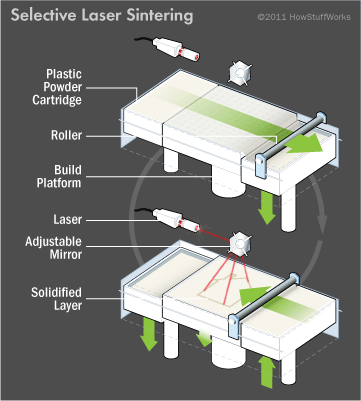 Selective Laser Sintering
©2011 HowStuffWorks
Plastic
Powder
Cartridge
Roller
Build
Platform
Laser
Adjustable
Mirror
Solidified
Layer